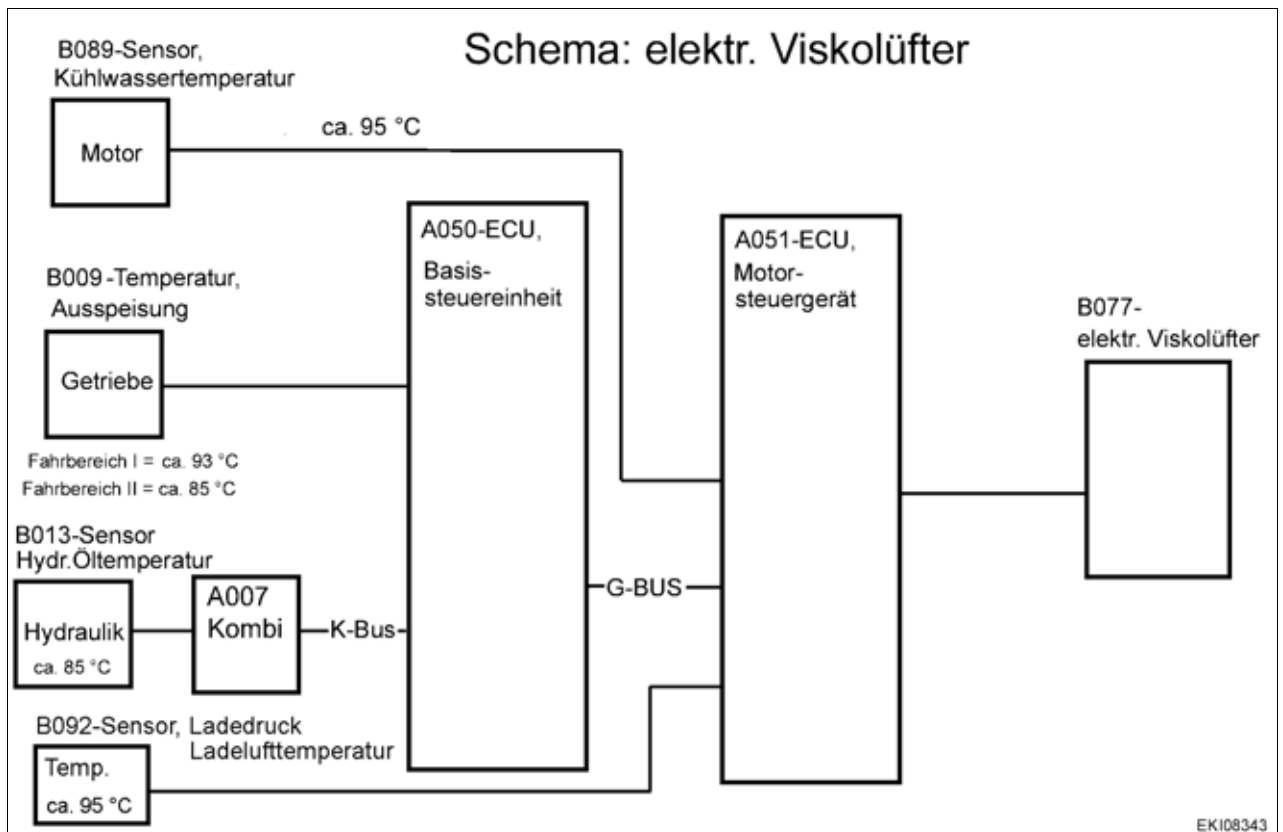 Schema: elektr. Viskolüfter
B089-Sensor,
Kühlwassertemperatur
Motor
ca. 95 °C
A050-ECU,
Basis-
steuereinheit
A051-ECU,
Motor-
steuergerät
B009-Temperatur,
Ausspeisung
Getriebe
Fahrbereich I = ca. 93 °C
Fahrbereich II = ca. 85 °C
B077-
elektr. Viskolüfter
B013-Sensor
Hydr.Öltemperatur
Hydraulik
ca. 85 °C
A007
Kombi
K-Bus
G-BUS
B092-Sensor, Ladedruck
Ladelufttemperatur
Temp.
ca. 95 °C
EKI08343